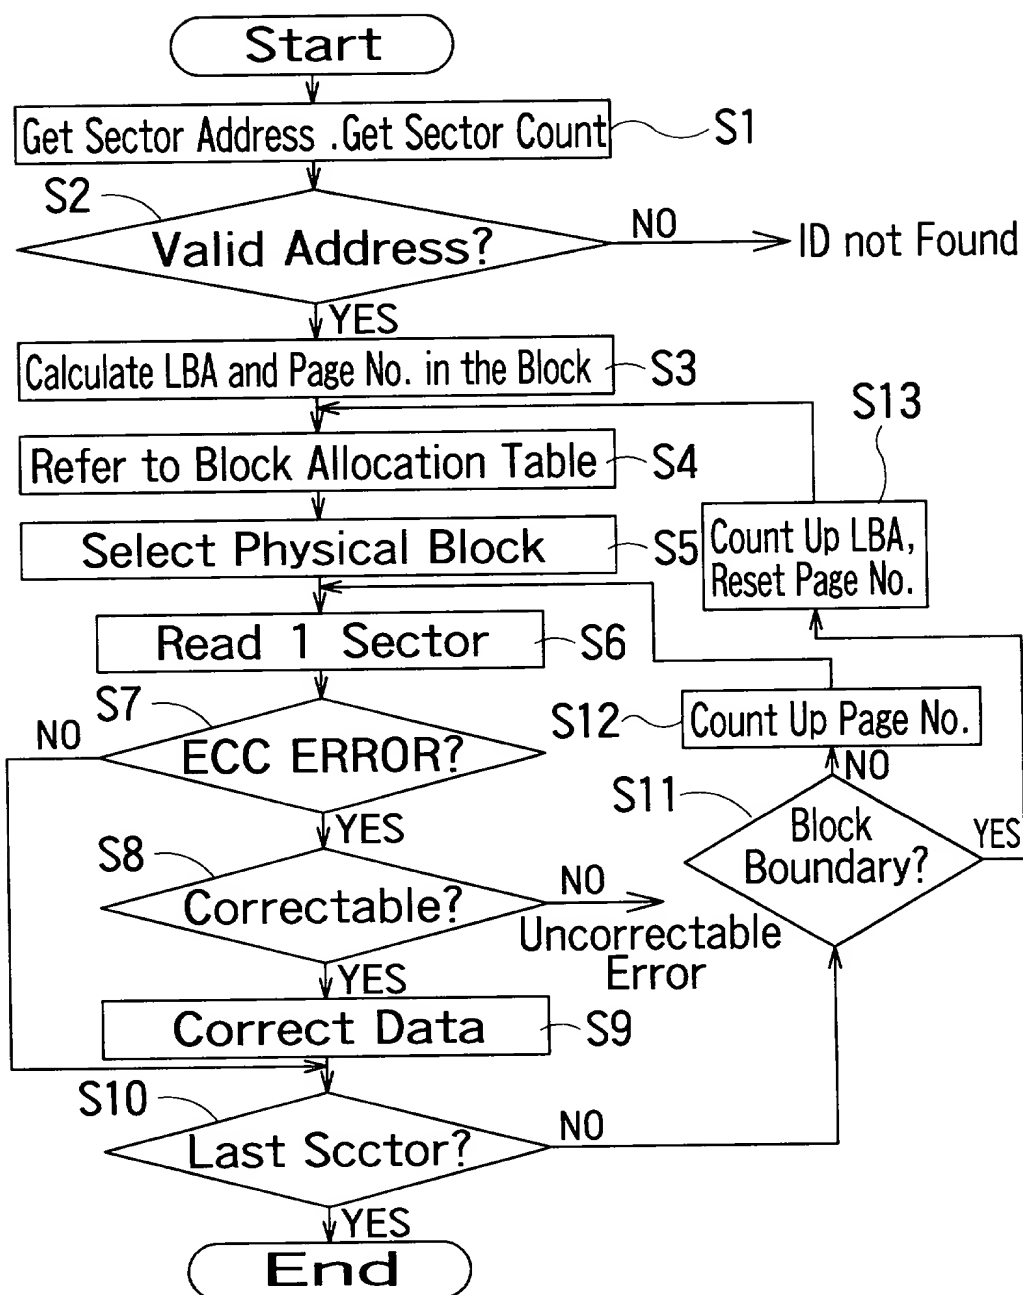 Start
Get Sector Address .Get Sector Count
S1
S2
Valid Address?
NO
ID not Found
YES
Calculate LBA and Page No. in the Block
S3
S13
Refer to Block Allocation Table
S4
Select Physical Block
S5
Count Up LBA,
Reset Page No.
Read 1 Sector
S6
S7
NO
ECC ERROR?
S12
Count Up Page No.
NO
YES
S11
Block
Boundary?
YES
S8
Correctable?
NO
Uncorrectable
Error
YES
Correct Data
S9
S10
Last Scctor?
NO
YES
End